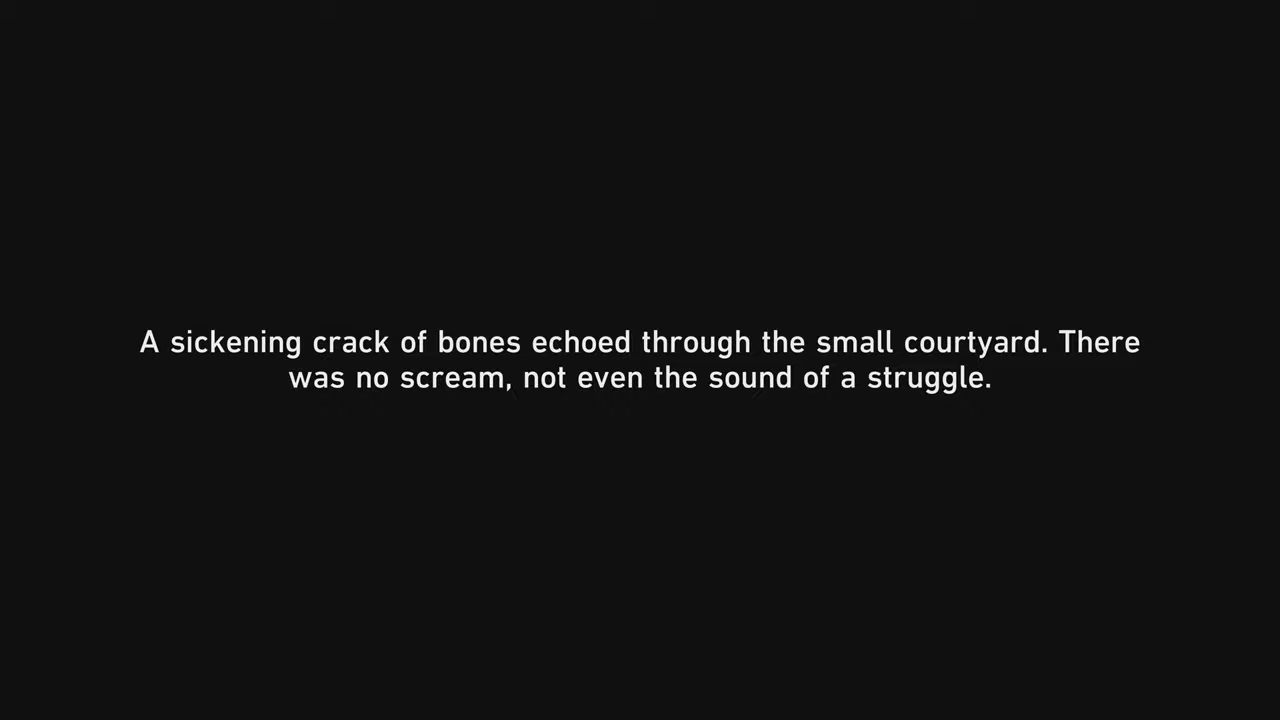 A sickening crack of bones echoed through the small courtyard. There
was no scream, not even the sound of a struggle.